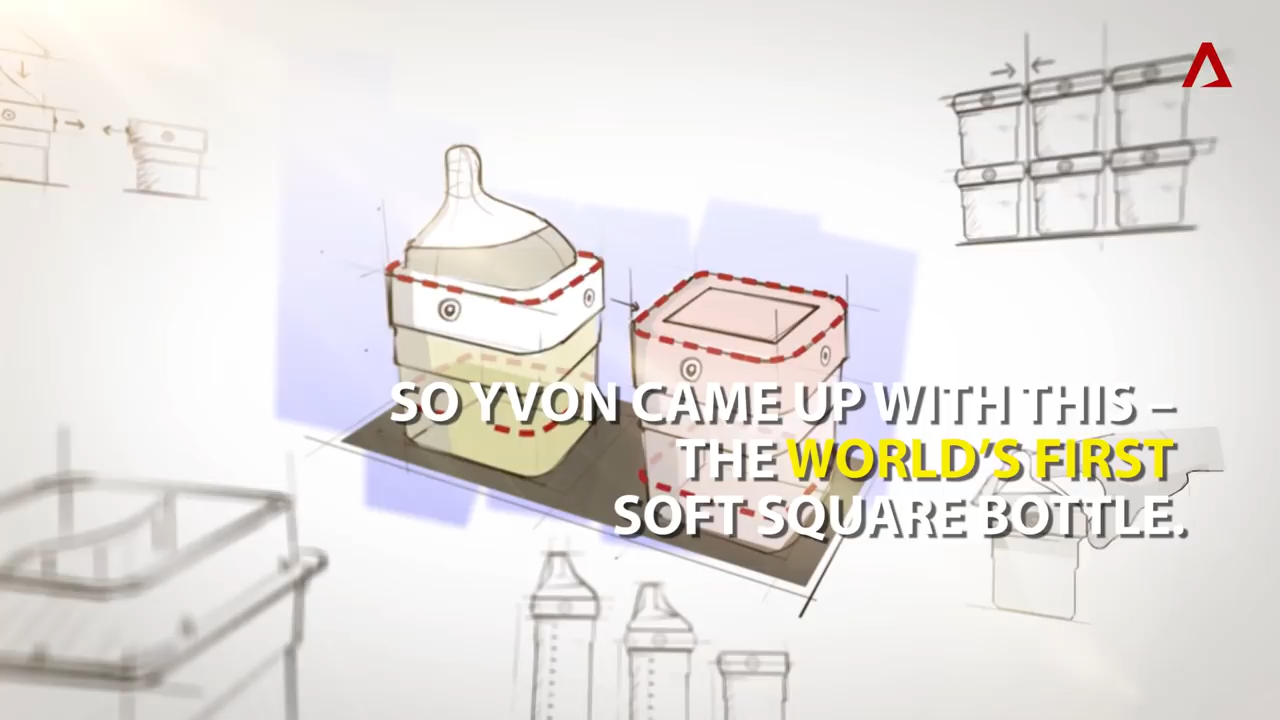 SO YVON CAME UP WITH THIS –
THE WORLD'S FIRST
SOFT SQUARE BOTTLE.